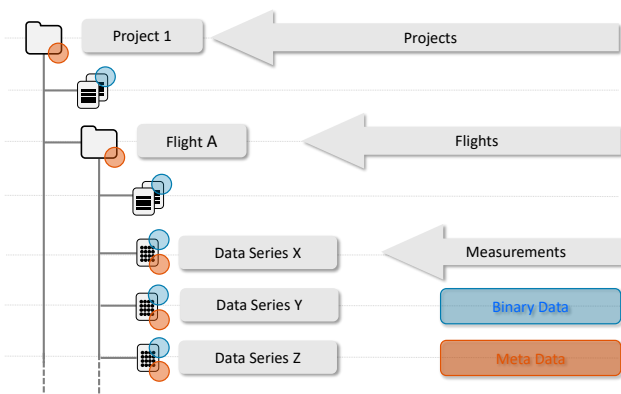 Project 1
Projects
Flight A
Flights
Data Series X
Measurements
Data Series Y
Binary Data
Data Series Z
Meta Data